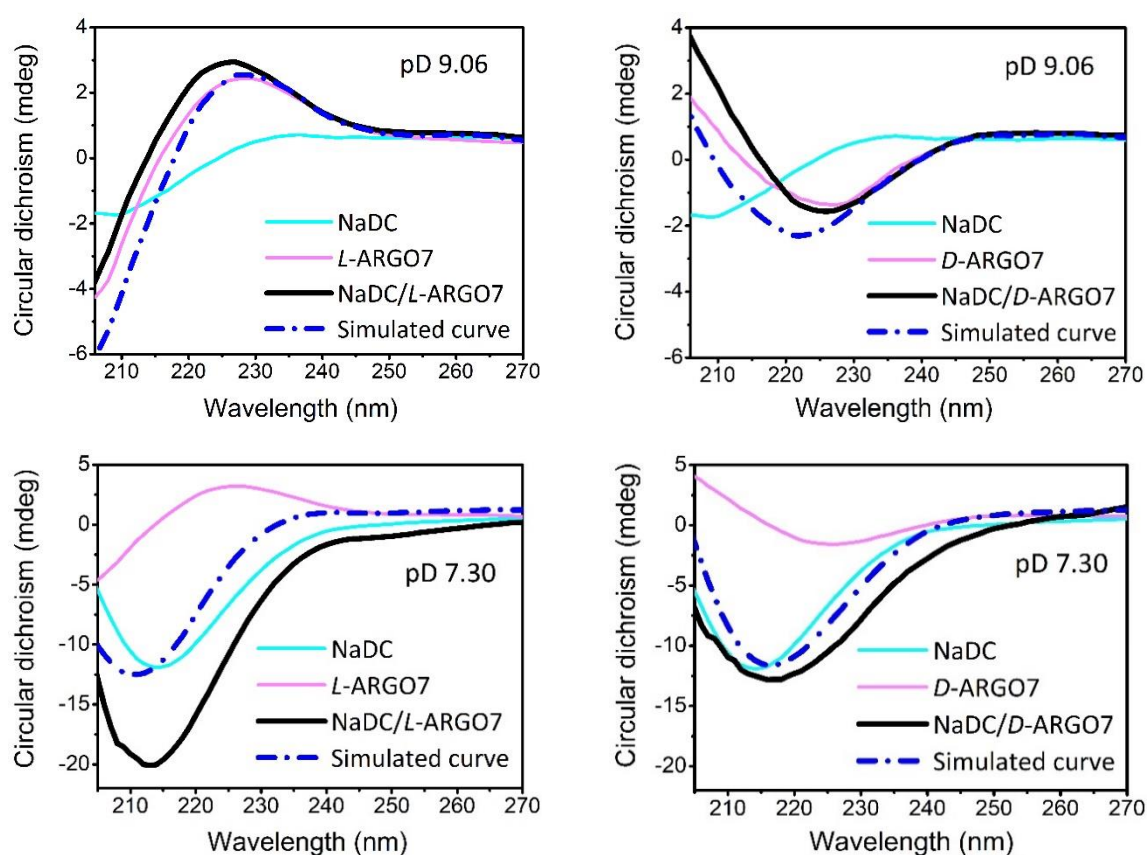 4
2
0
-2
-4
-6
Circular dichroism (mdeg)
pD 9.06
NaDC
L-ARGO7
NaDC/L-ARGO7
Simulated curve
210 220 230 240 250 260 270
Wavelength (nm)
4
2
0
-2
-4
-6
Circular dichroism (mdeg)
pD 9.06
NaDC
D-ARGO7
NaDC/D-ARGO7
Simulated curve
210 220 230 240 250 260 270
Wavelength (nm)
5
0
-5
-10
-15
-20
Circular dichroism (mdeg)
pD 7.30
NaDC
L-ARGO7
NaDC/L-ARGO7
Simulated curve
210 220 230 240 250 260 270
Wavelength (nm)
5
0
-5
-10
-15
-20
Circular dichroism (mdeg)
pD 7.30
NaDC
D-ARGO7
NaDC/D-ARGO7
Simulated curve
210 220 230 240 250 260 270
Wavelength (nm)